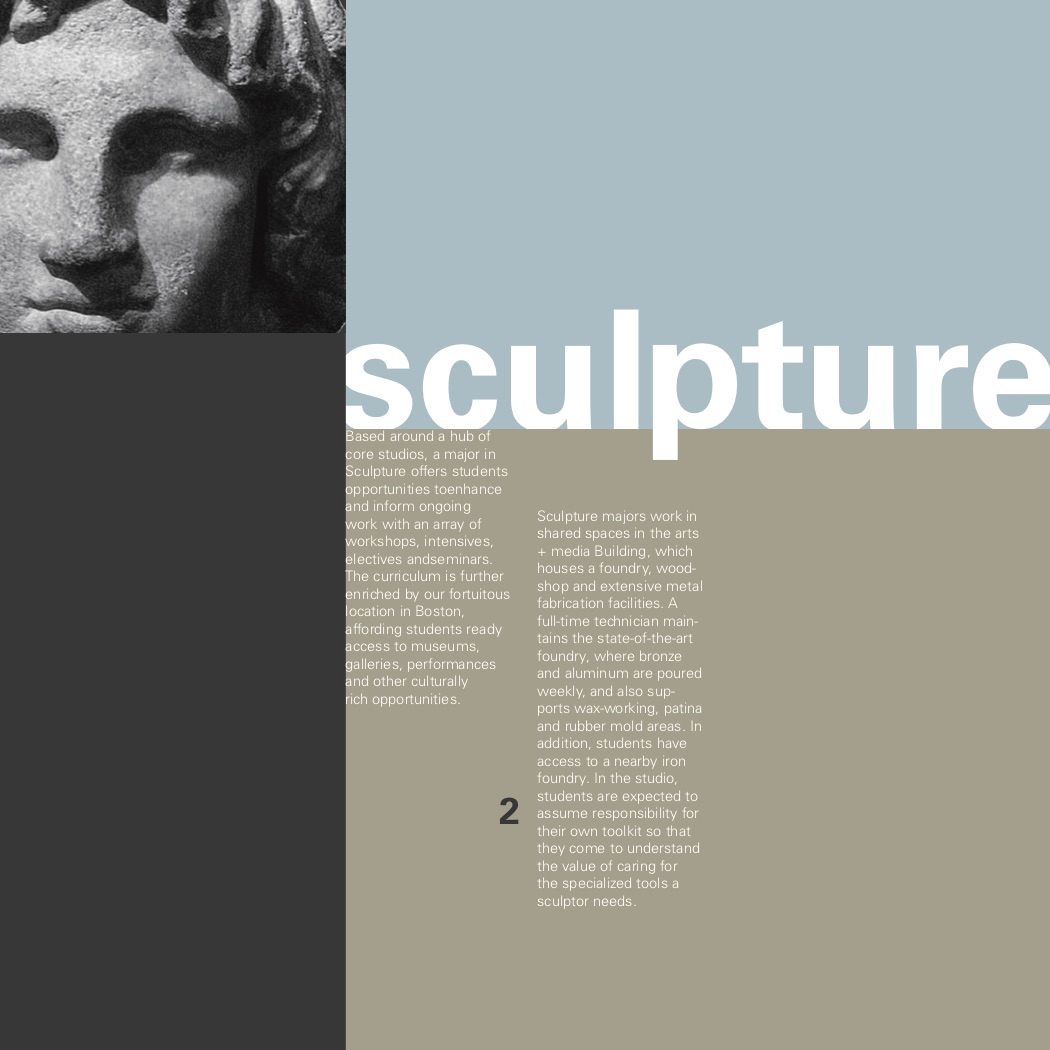 sculpture
Based around a hub of
core studios, a major in
Sculpture offers students
opportunities toenhance
and inform ongoing
work with an array of
workshops, intensives,
electives andseminars.
The curriculum is further
enriched by our fortuitous
location in Boston,
affording students ready
access to museums,
galleries, performances
and other culturally
rich opportunities.
Sculpture majors work in
shared spaces in the arts
+ media Building, which
houses a foundry, wood-
shop and extensive metal
fabrication facilities. A
full-time technician main-
tains the state-of-the-art
foundry, where bronze
and aluminum are poured
weekly, and also sup-
ports wax-working, patina
and rubber mold areas. In
addition, students have
access to a nearby iron
foundry. In the studio,
students are expected to
assume responsibility for
their own toolkit so that
they come to understand
the value of caring for
the specialized tools a
sculptor needs.
2